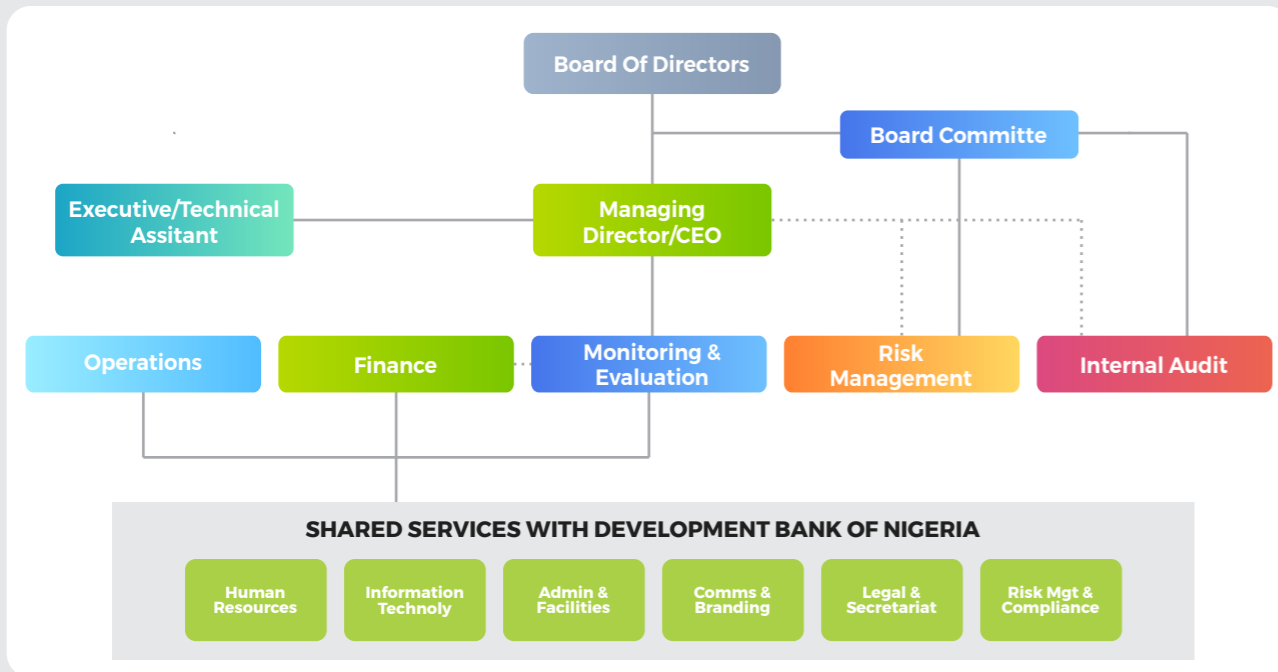 Board Of Directors
Board Committe
Executive/Technical
Assitant
Managing
Director/CEO
Operations
Finance
Monitoring &
Evaluation
Risk
Management
Internal Audit
SHARED SERVICES WITH DEVELOPMENT BANK OF NIGERIA
Human
Resources
Information
Technoly
Admin &
Facilities
Comms &
Branding
Legal &
Secretariat
Risk Mgt &
Compliance